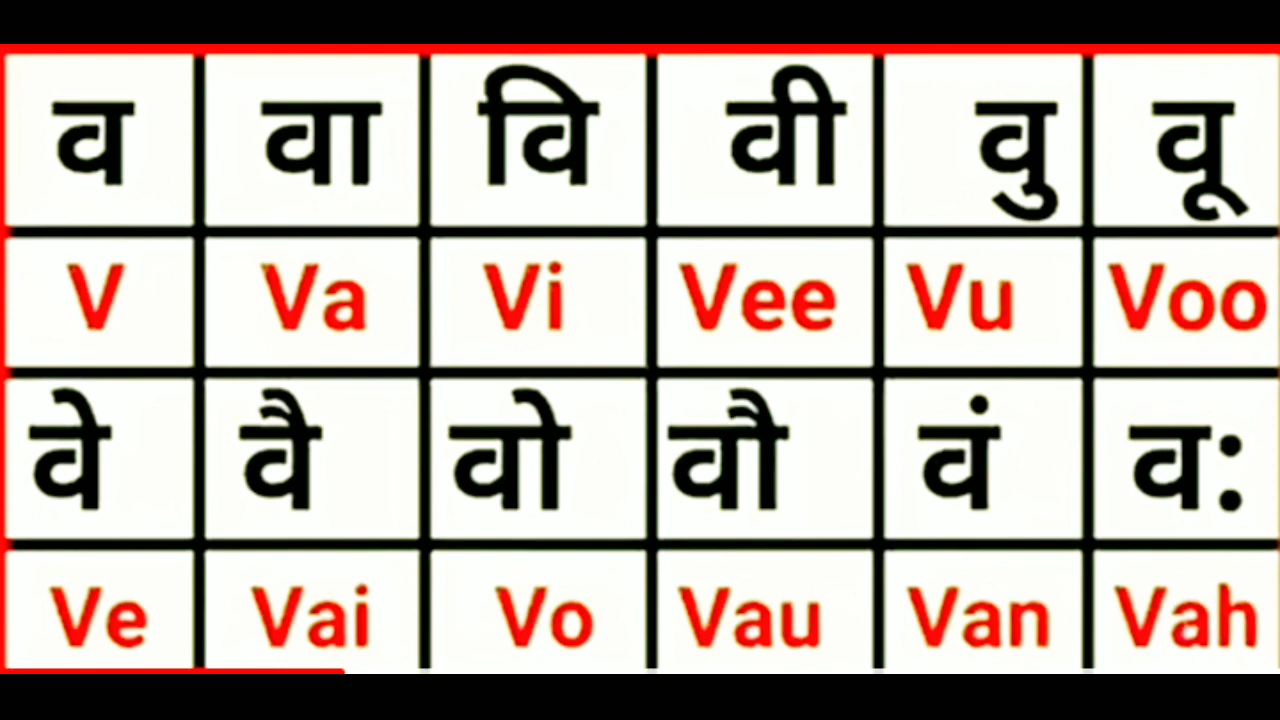 व वा वि वी वु वू
V Va Vi Vee Vu Voo
वे वै वो वौ वं व:
Ve Vai Vo Vau Van Vah